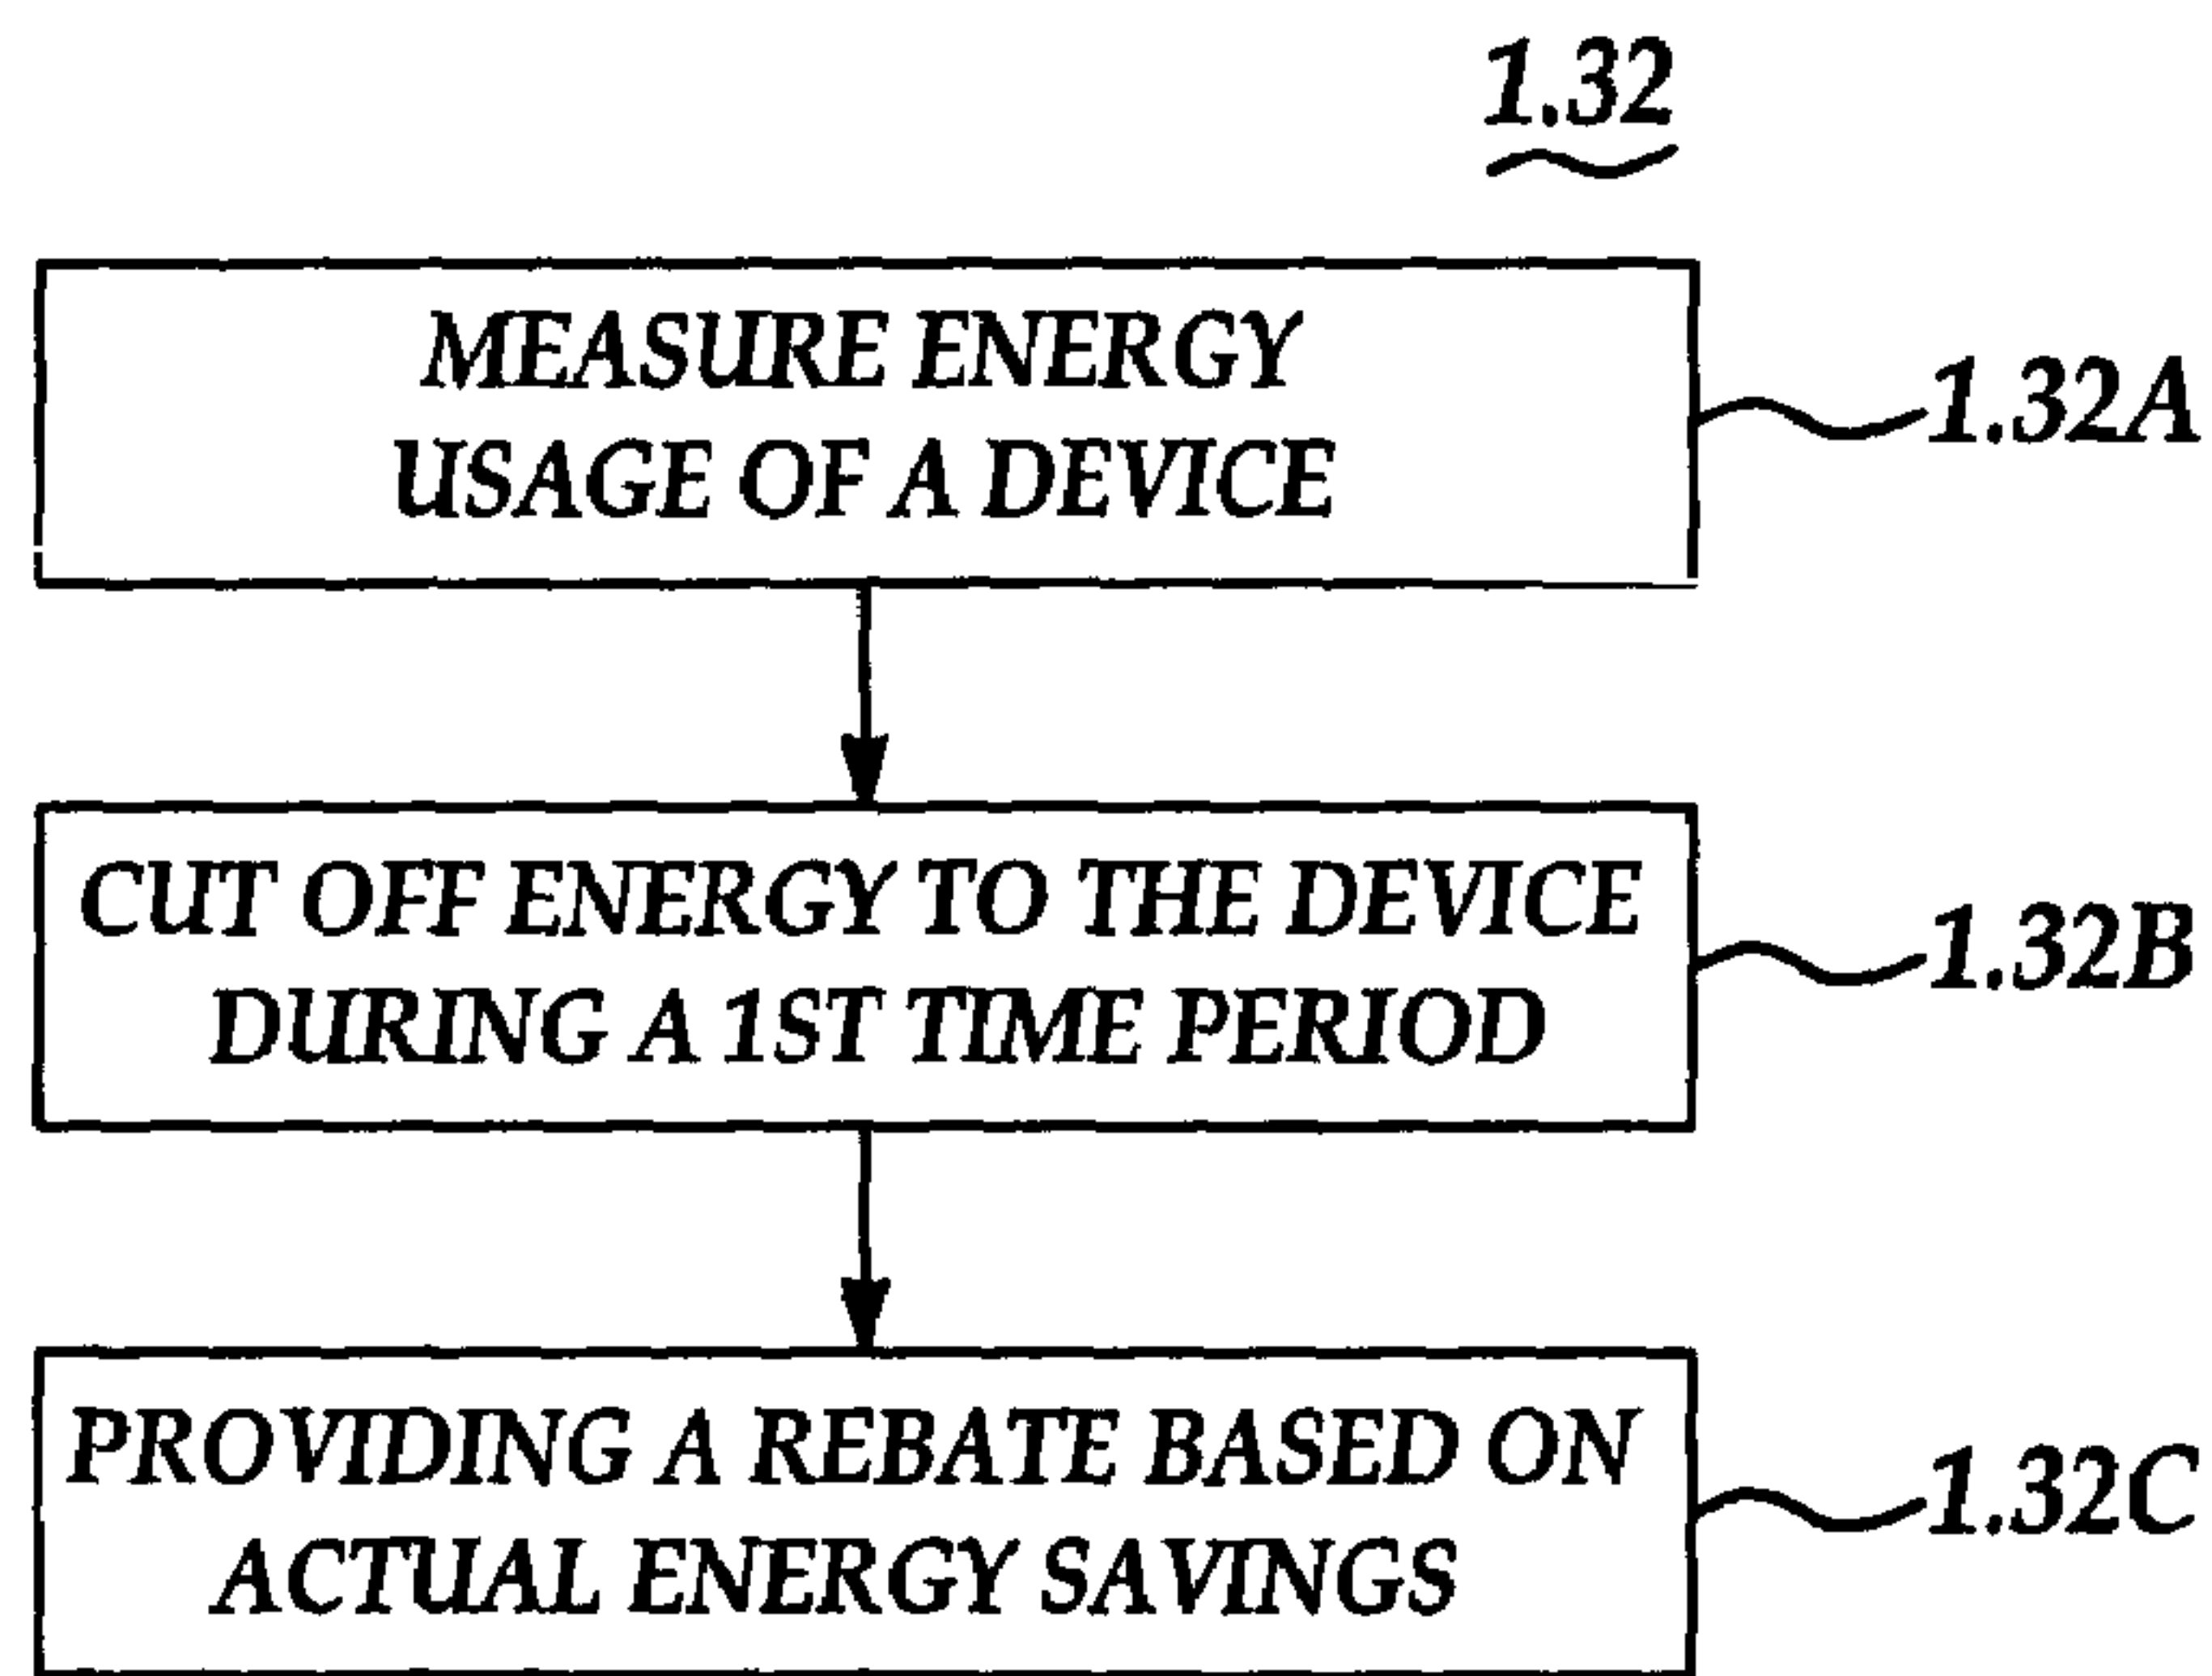 1.32
MEASURE ENERGY
USAGE OF A DEVICE
1.32A
CUT OFF ENERGY TO THE DEVICE
DURING A 1ST TIME PERIOD
1.32B
PROVIDING A REBATE BASED ON
ACTUAL ENERGY SAVINGS
1.32C